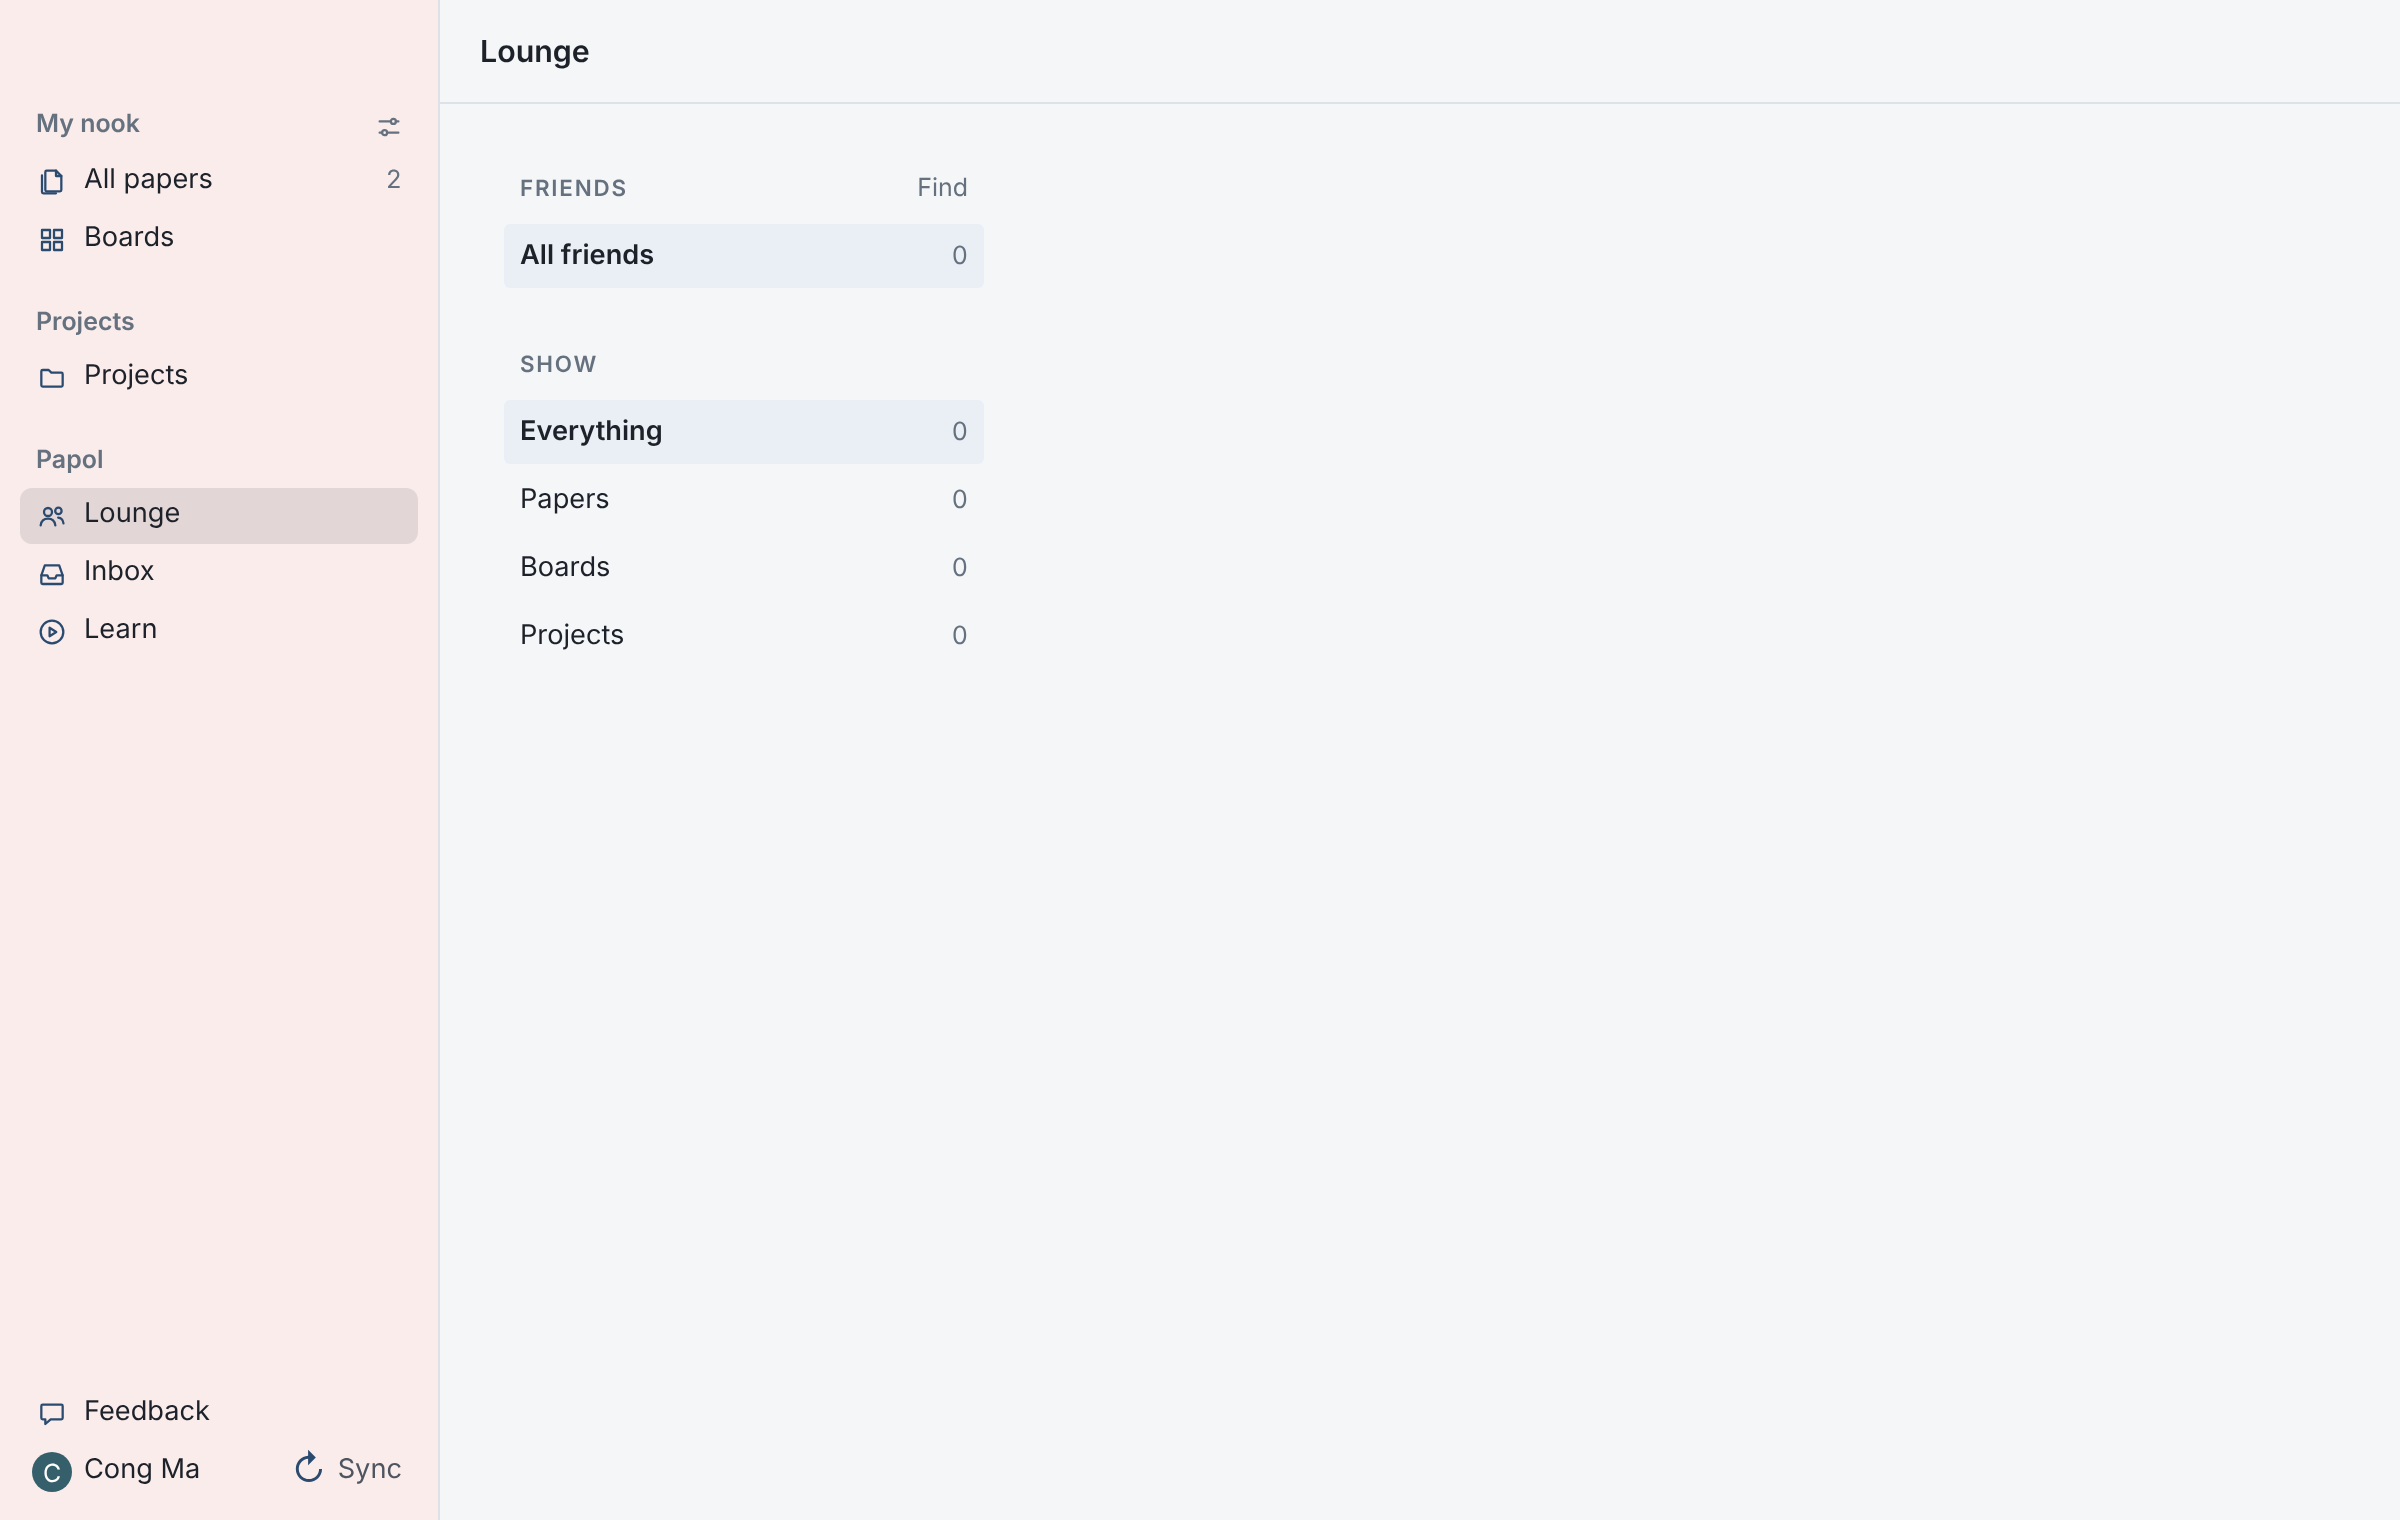 My nook
All papers 2
Boards
Projects
Projects
Papol
Lounge
Inbox
Learn
Feedback
C Cong Ma Sync
Lounge
FRIENDS Find
All friends 0
SHOW
Everything 0
Papers 0
Boards 0
Projects 0